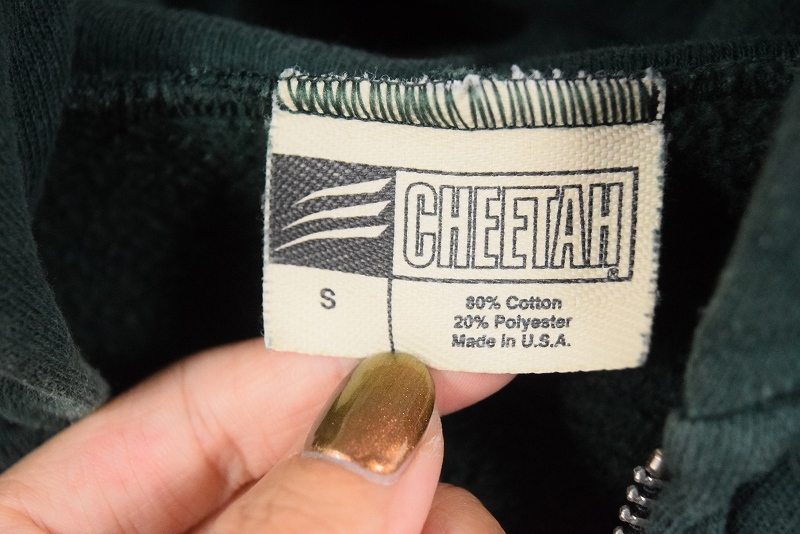 CHEETAH®
S
80% Cotton
20% Polyester
Made in U.S.A.